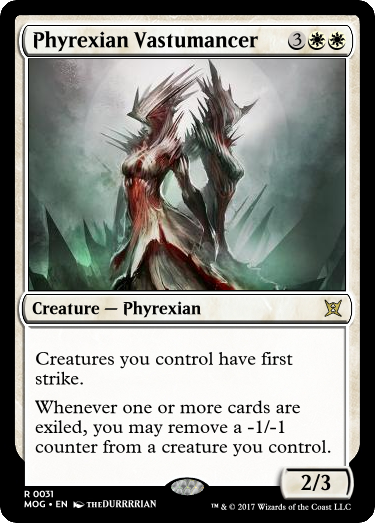 Phyrexian Vastumancer 3
Creature — Phyrexian
Creatures you control have first
strike.
Whenever one or more cards are
exiled, you may remove a -1/-1
counter from a creature you control.
2/3
R 0031
MOG • EN theDURRRRIAN
™ & © 2017 Wizards of the Coast LLC